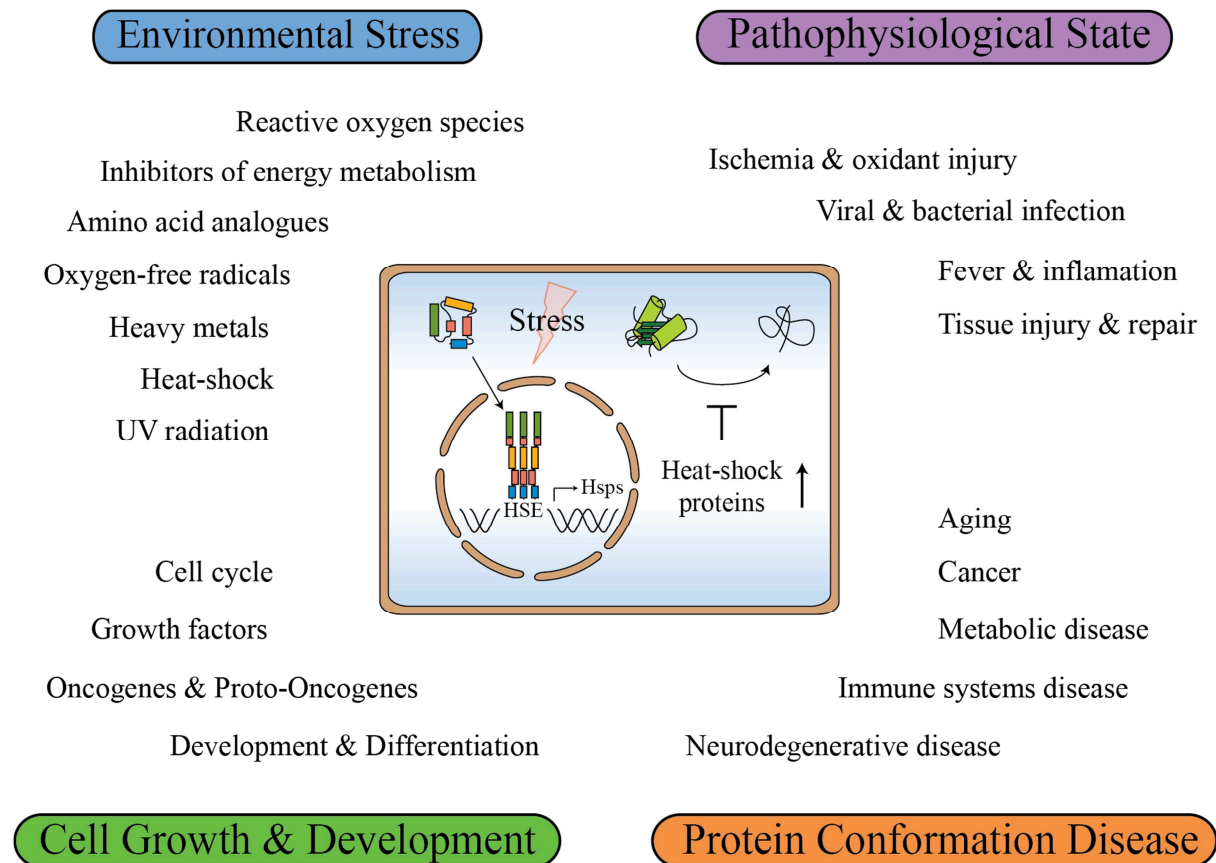 Environmental Stress
Pathophysiological State
Reactive oxygen species
Inhibitors of energy metabolism
Amino acid analogues
Oxygen-free radicals
Heavy metals
Heat-shock
UV radiation
Ischemia & oxidant injury
Viral & bacterial infection
Fever & inflamation
Tissue injury & repair
Stress
Hsps
HSE
Heat-shock
proteins
Cell cycle
Growth factors
Oncogenes & Proto-Oncogenes
Development & Differentiation
Aging
Cancer
Metabolic disease
Immune systems disease
Neurodegenerative disease
Cell Growth & Development
Protein Conformation Disease